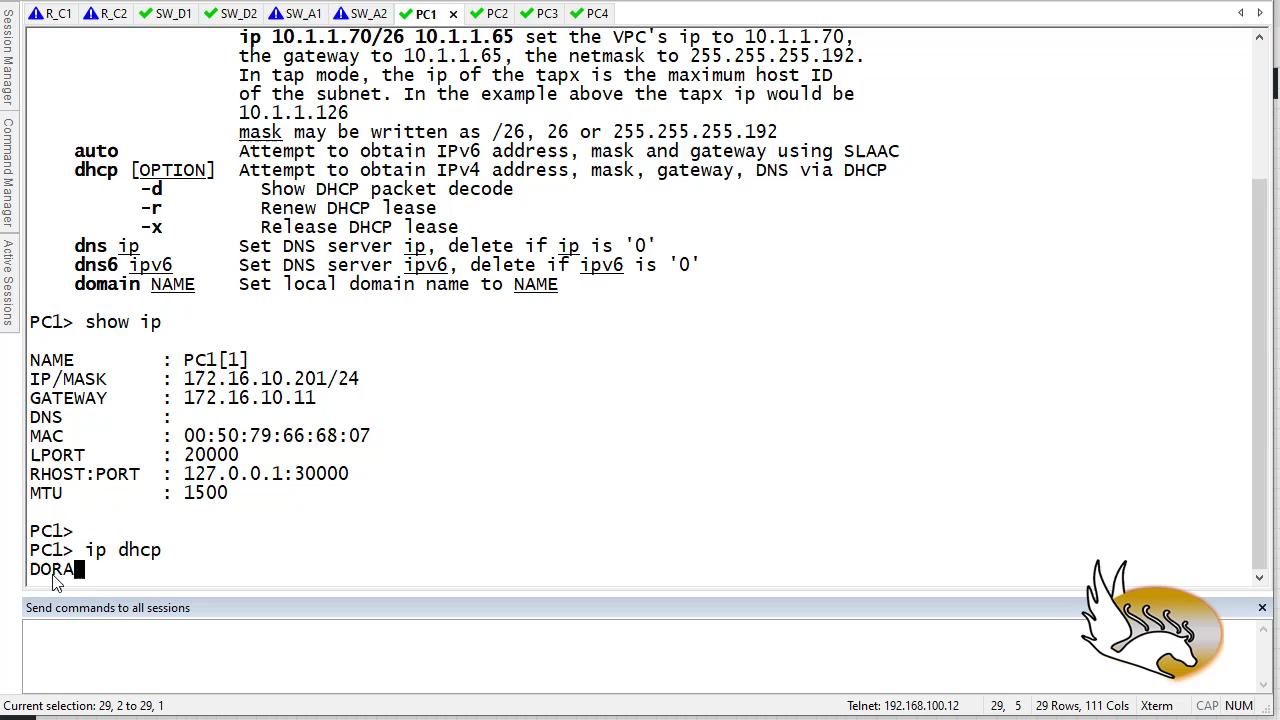 R_C1 R_C2 SW_D1 SW_D2 SW_A1 SW_A2 PC1 x PC2 PC3 PC4
Session Manager
Command Manager
Active Sessions
ip 10.1.1.70/26 10.1.1.65 set the VPC's ip to 10.1.1.70,
the gateway to 10.1.1.65, the netmask to 255.255.255.192.
In tap mode, the ip of the tapx is the maximum host ID
of the subnet. In the example above the tapx ip would be
10.1.1.126
mask may be written as /26, 26 or 255.255.255.192
auto Attempt to obtain IPv6 address, mask and gateway using SLAAC
dhcp [OPTION] Attempt to obtain IPv4 address, mask, gateway, DNS via DHCP
-d Show DHCP packet decode
-r Renew DHCP lease
-x Release DHCP lease
dns ip Set DNS server ip, delete if ip is '0'
dns6 ipv6 Set DNS server ipv6, delete if ipv6 is '0'
domain NAME Set local domain name to NAME
PC1> show ip
NAME : PC1[1]
IP/MASK : 172.16.10.201/24
GATEWAY : 172.16.10.11
DNS :
MAC : 00:50:79:66:68:07
LPORT : 20000
RHOST:PORT : 127.0.0.1:30000
MTU : 1500
PC1>
PC1> ip dhcp
DORA
Send commands to all sessions
Current selection: 29, 2 to 29, 1 Telnet: 192.168.100.12 29, 5 29 Rows, 111 Cols Xterm CAP NUM